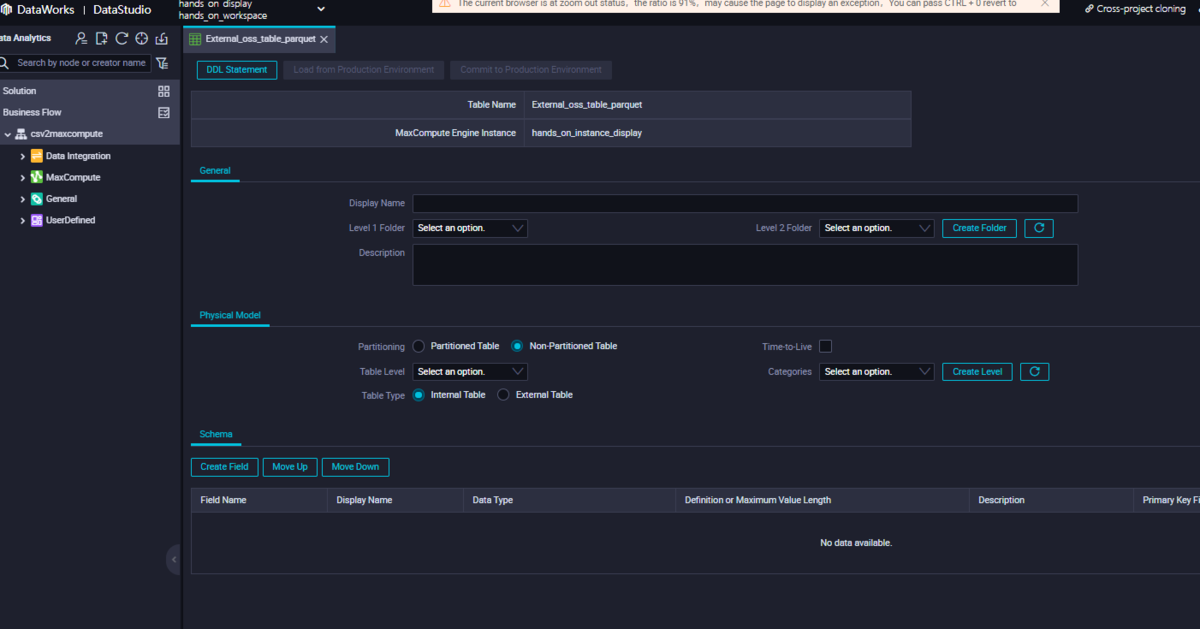 DataWorks | DataStudio
hands_on_display
hands_on_workspace
The current browser is at zoom out status, the ratio is 91%, may cause the page to display an exception, You can pass CTRL + 0 revert to
Cross-project cloning
ata Analytics
Search by node or creator name
Solution
Business Flow
csv2maxcompute
Data Integration
MaxCompute
General
UserDefined
External_oss_table_parquet
DDL Statement Load from Production Environment Commit to Production Environment
Table Name External_oss_table_parquet
MaxCompute Engine Instance hands_on_instance_display
General
Display Name
Level 1 Folder Select an option. Level 2 Folder Select an option. Create Folder
Description
Physical Model
Partitioning Partitioned Table Non-Partitioned Table Time-to-Live
Table Level Select an option. Categories Select an option. Create Level
Table Type Internal Table External Table
Schema
Create Field Move Up Move Down
Field Name Display Name Data Type Definition or Maximum Value Length Description Primary Key Fi
No data available.